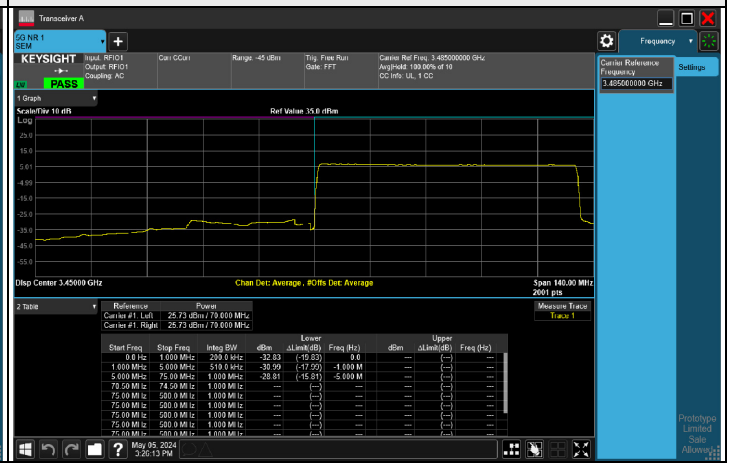 Transceiver A
5G NR 1
SEM
+
Frequency
KEYSIGHT
Input: RFIO1
Output: RFIO1
Coupling: AC
Corr CCorr
Range: -45 dBm
Trig: Free Run
Gate: FFT
Carrier Ref Freq: 3.485000000 GHz
Avg|Hold: 100.00% of 10
CC Info: UL, 1 CC
PASS
Carrier Reference
Frequency
3.485000000 GHz
Settings
1 Graph
Scale/Div 10 dB
Ref Value 35.0 dBm
Log
25.0
15.0
5.01
-4.99
-15.0
-25.0
-35.0
-45.0
-55.0
Disp Center 3.45000 GHz
Chan Det: Average , #Offs Det: Average
Span 140.00 MHz
2001 pts
2 Table
Reference Power
Carrier #1. Left 25.73 dBm / 70.000 MHz
Carrier #1. Right 25.73 dBm / 70.000 MHz
Measure Trace
Trace 1
Lower Upper
Start Freq Stop Freq Integ BW dBm ΔLimit(dB) Freq (Hz) dBm ΔLimit(dB) Freq (Hz)
0.0 Hz 1.000 MHz 200.0 kHz -32.83 (-19.83) 0.0 --- (---) ---
1.000 MHz 5.000 MHz 510.0 kHz -30.99 (-17.99) -1.000 M --- (---) ---
5.000 MHz 75.00 MHz 1.000 MHz -28.81 (-15.81) -5.000 M --- (---) ---
70.50 MHz 74.50 MHz 1.000 MHz --- (---) --- --- (---) ---
75.00 MHz 500.0 MHz 1.000 MHz --- (---) --- --- (---) ---
75.00 MHz 500.0 MHz 1.000 MHz --- (---) --- --- (---) ---
75.00 MHz 500.0 MHz 1.000 MHz --- (---) --- --- (---) ---
75.00 MHz 500.0 MHz 1.000 MHz --- (---) --- --- (---) ---
75.00 MHz 500.0 MHz 1.000 MHz --- (---) --- --- (---) ---
Prototype
Limited
Sale
Allowed
?
May 05, 2024
3:26:13 PM